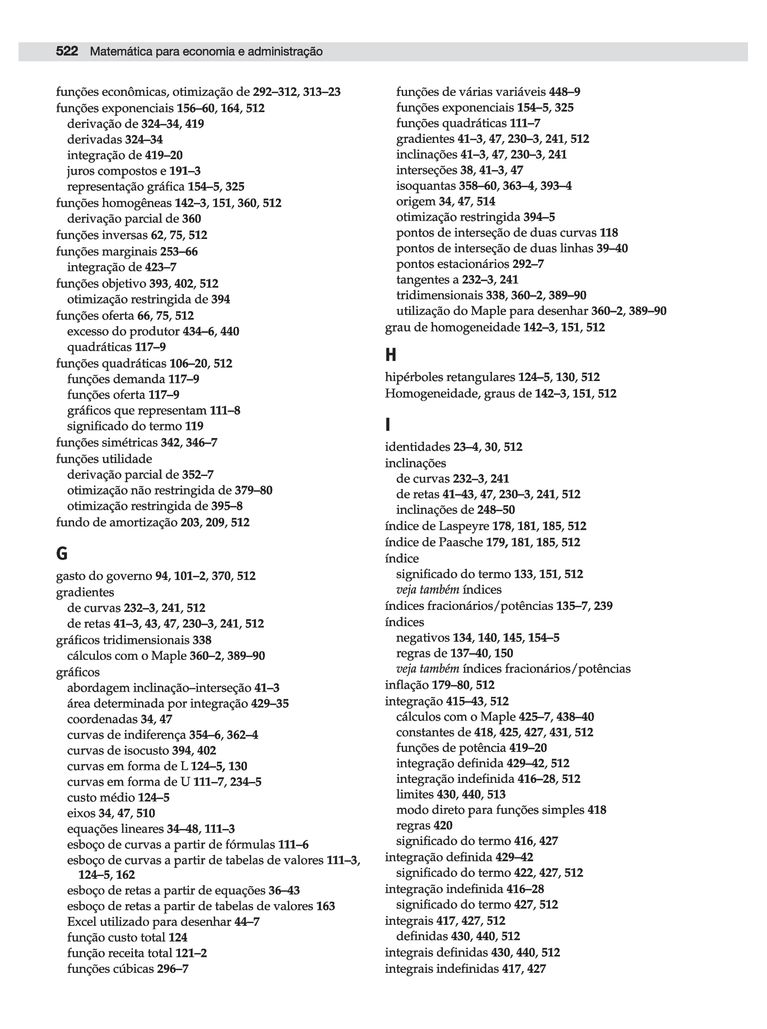 522 Matemática para economia e administração
funções econômicas, otimização de 292–312, 313–23
funções exponenciais 156–60, 164, 512
derivação de 324–34, 419
derivadas 324–34
integração de 419–20
juros compostos e 191–3
representação gráfica 154–5, 325
funções homogêneas 142–3, 151, 360, 512
derivação parcial de 360
funções inversas 62, 75, 512
funções marginais 253–66
integração de 423–7
funções objetivo 393, 402, 512
otimização restringida de 394
funções oferta 66, 75, 512
excesso do produtor 434–6, 440
quadráticas 117–9
funções quadráticas 106–20, 512
funções demanda 117–9
funções oferta 117–9
gráficos que representam 111–8
significado do termo 119
funções simétricas 342, 346–7
funções utilidade
derivação parcial de 352–7
otimização não restringida de 379–80
otimização restringida de 395–8
fundo de amortização 203, 209, 512
G
gasto do governo 94, 101–2, 370, 512
gradientes
de curvas 232–3, 241, 512
de retas 41–3, 43, 47, 230–3, 241, 512
gráficos tridimensionais 338
cálculos com o Maple 360–2, 389–90
gráficos
abordagem inclinação–interseção 41–3
área determinada por integração 429–35
coordenadas 34, 47
curvas de indiferença 354–6, 362–4
curvas de isocusto 394, 402
curvas em forma de L 124–5, 130
curvas em forma de U 111–7, 234–5
custo médio 124–5
eixos 34, 47, 510
equações lineares 34–48, 111–3
esboço de curvas a partir de fórmulas 111–6
esboço de curvas a partir de tabelas de valores 111–3,
124–5, 162
esboço de retas a partir de equações 36–43
esboço de retas a partir de tabelas de valores 163
Excel utilizado para desenhar 44–7
função custo total 124
função receita total 121–2
funções cúbicas 296–7
funções de várias variáveis 448–9
funções exponenciais 154–5, 325
funções quadráticas 111–7
gradientes 41–3, 47, 230–3, 241, 512
inclinações 41–3, 47, 230–3, 241
interseções 38, 41–3, 47
isoquantas 358–60, 363–4, 393–4
origem 34, 47, 514
otimização restringida 394–5
pontos de interseção de duas curvas 118
pontos de interseção de duas linhas 39–40
pontos estacionários 292–7
tangentes a 232–3, 241
tridimensionais 338, 360–2, 389–90
utilização do Maple para desenhar 360–2, 389–90
grau de homogeneidade 142–3, 151, 512
H
hipérboles retangulares 124–5, 130, 512
Homogeneidade, graus de 142–3, 151, 512
I
identidades 23–4, 30, 512
inclinações
de curvas 232–3, 241
de retas 41–43, 47, 230–3, 241, 512
inclinações de 248–50
índice de Laspeyre 178, 181, 185, 512
índice de Paasche 179, 181, 185, 512
índice
significado do termo 133, 151, 512
veja também índices
índices fracionários/potências 135–7, 239
índices
negativos 134, 140, 145, 154–5
regras de 137–40, 150
veja também índices fracionários/potências
inflação 179–80, 512
integração 415–43, 512
cálculos com o Maple 425–7, 438–40
constantes de 418, 425, 427, 431, 512
funções de potência 419–20
integração definida 429–42, 512
integração indefinida 416–28, 512
limites 430, 440, 513
modo direto para funções simples 418
regras 420
significado do termo 416, 427
integração definida 429–42
significado do termo 422, 427, 512
integração indefinida 416–28
significado do termo 427, 512
integrais 417, 427, 512
definidas 430, 440, 512
integrais definidas 430, 440, 512
integrais indefinidas 417, 427